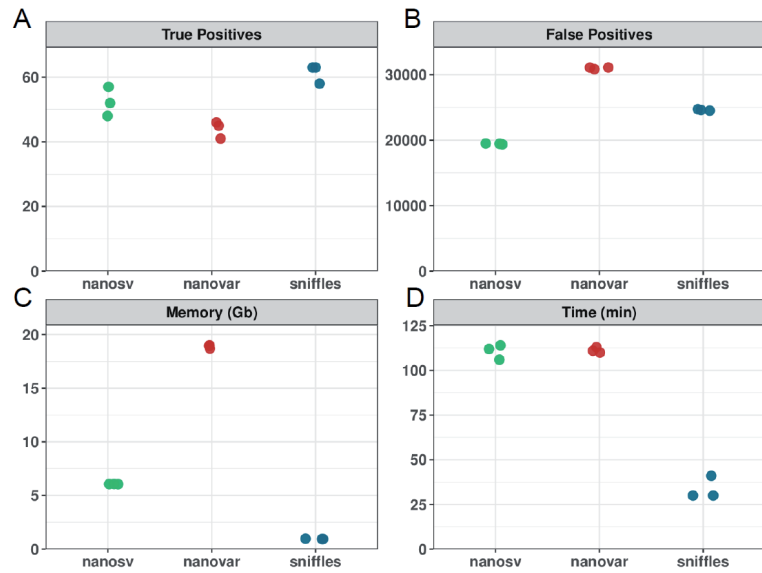 A
True Positives
60
40
20
0
nanosv nanovar sniffles
B
False Positives
30000
20000
10000
0
nanosv nanovar sniffles
C
Memory (Gb)
20
15
10
5
0
nanosv nanovar sniffles
D
Time (min)
125
100
75
50
25
0
nanosv nanovar sniffles